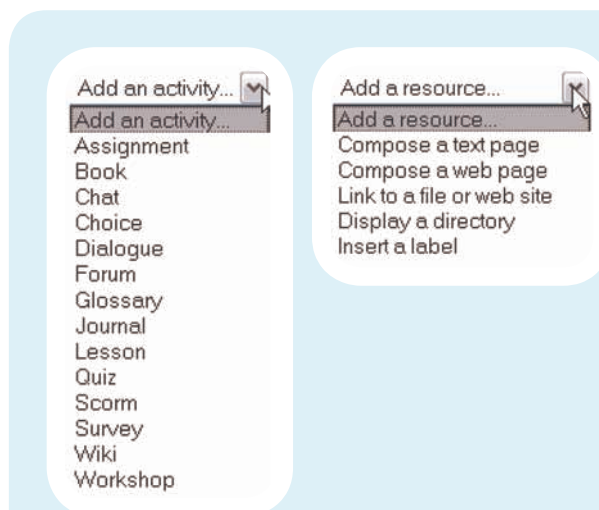 Add an activity...
Add an activity...
Assignment
Book
Chat
Choice
Dialogue
Forum
Glossary
Journal
Lesson
Quiz
Scorm
Survey
Wiki
Workshop
Add a resource...
Add a resource...
Compose a text page
Compose a web page
Link to a file or web site
Display a directory
Insert a label